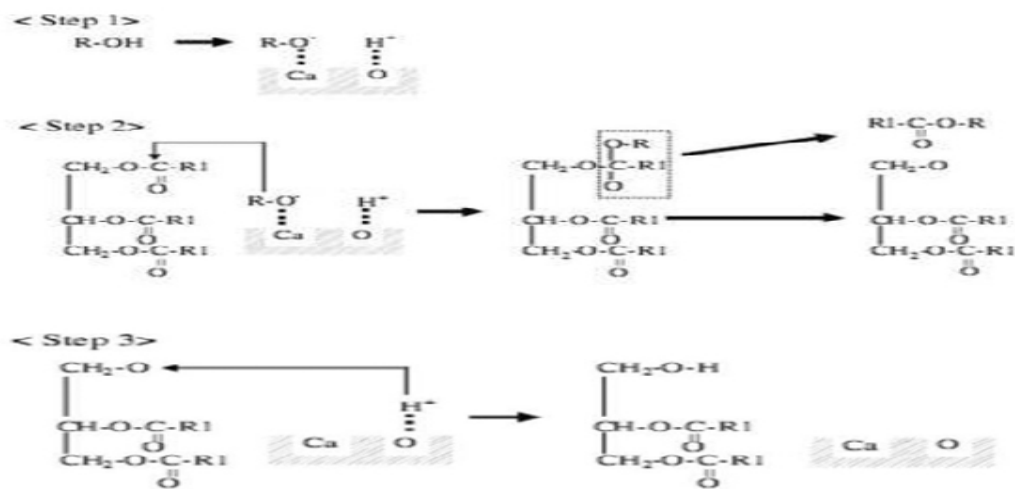 < Step 1>
R-OH R-O⁻ H⁺
Ca O
< Step 2>
R1-C-O-R
O
O-R
CH₂-O-C-R1 CH₂-O-C-R1 CH₂-O
O O
R-O⁻ H⁺
CH-O-C-R1 CH-O-C-R1 CH-O-C-R1
O Ca O O O
CH₂-O-C-R1 CH₂-O-C-R1 CH₂-O-C-R1
O O O
< Step 3>
CH₂-O CH₂-O-H
H⁺
CH-O-C-R1 CH-O-C-R1
O Ca O O Ca O
CH₂-O-C-R1 CH₂-O-C-R1
O O